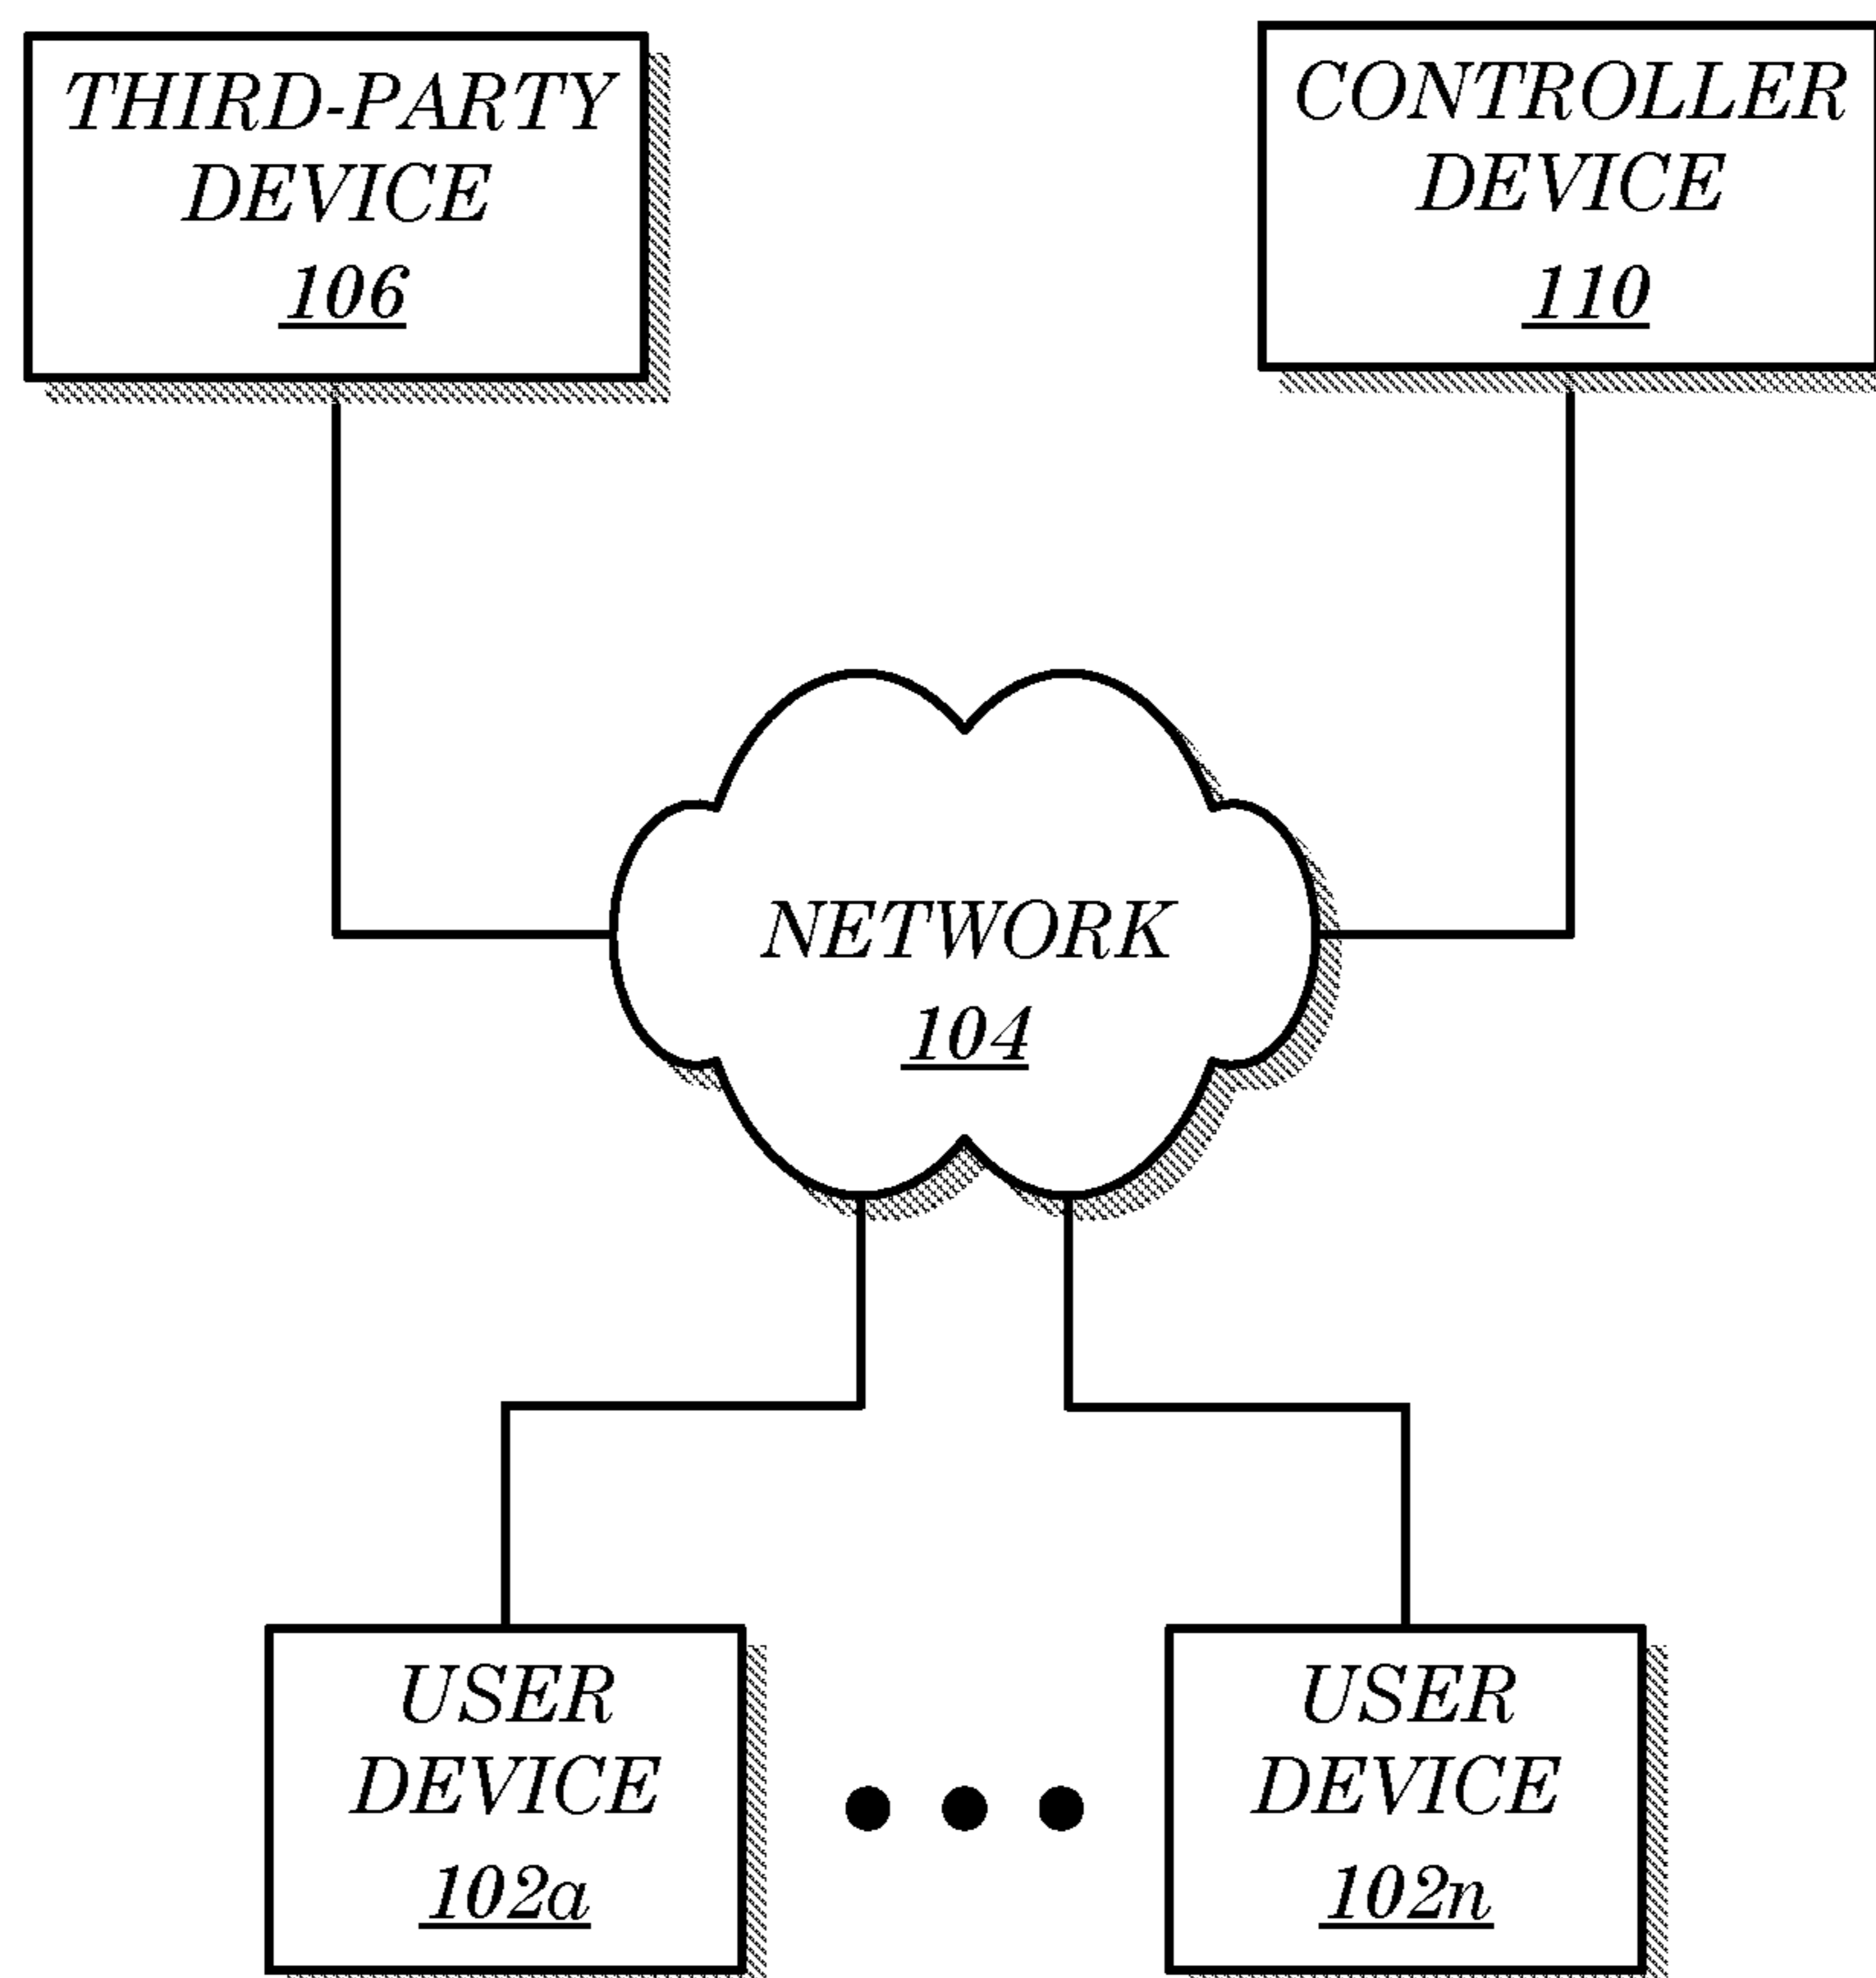 THIRD-PARTY
DEVICE
106
CONTROLLER
DEVICE
110
NETWORK
104
USER
DEVICE
102a
USER
DEVICE
102n